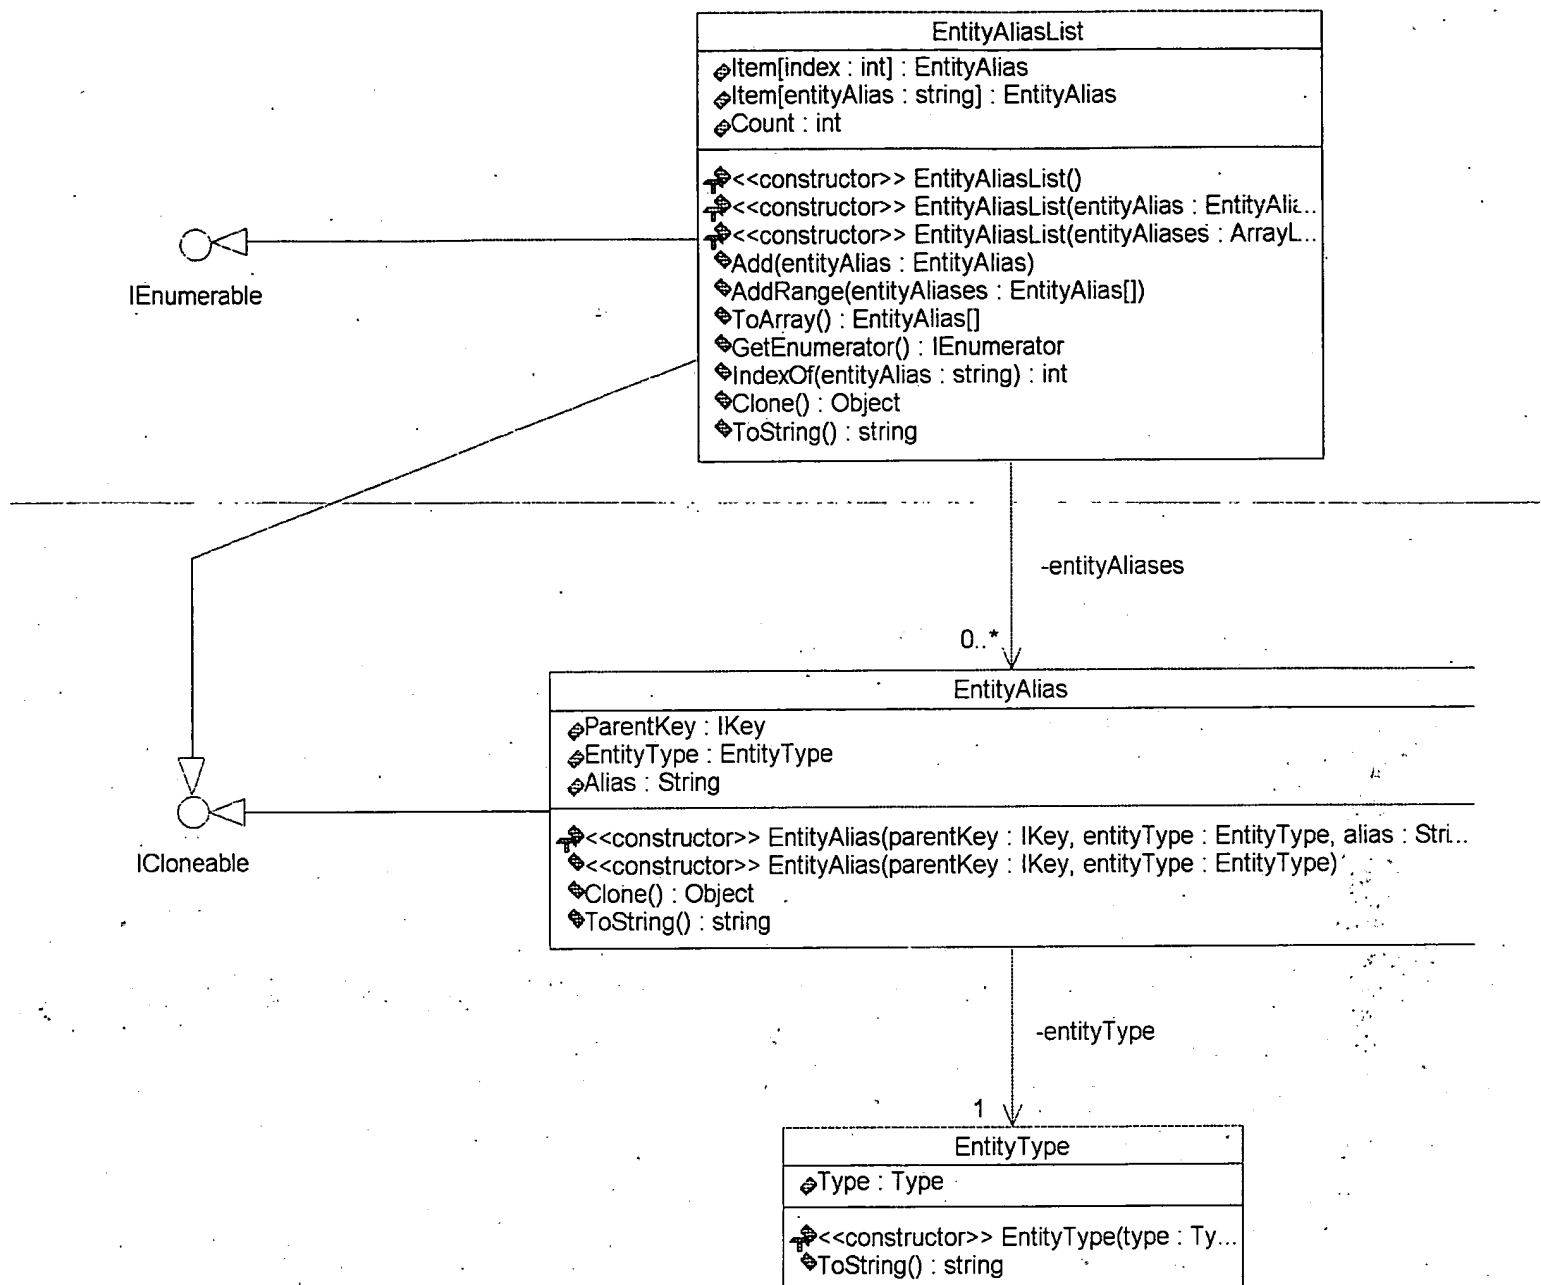 EntityAliasList
Item[index : int] : EntityAlias
Item[entityAlias : string] : EntityAlias
Count : int
<<constructor>> EntityAliasList()
<<constructor>> EntityAliasList(entityAlias : EntityAlia...
<<constructor>> EntityAliasList(entityAliases : ArrayL...
Add(entityAlias : EntityAlias)
AddRange(entityAliases : EntityAlias[])
ToArray() : EntityAlias[]
GetEnumerator() : IEnumerator
IndexOf(entityAlias : string) : int
Clone() : Object
ToString() : string
IEnumerable
-entityAliases
0..*
EntityAlias
ParentKey : IKey
EntityType : EntityType
Alias : String
<<constructor>> EntityAlias(parentKey : IKey, entityType : EntityType, alias : Stri...
<<constructor>> EntityAlias(parentKey : IKey, entityType : EntityType)
Clone() : Object
ToString() : string
ICloneable
-entityType
1
EntityType
Type : Type
<<constructor>> EntityType(type : Ty...
ToString() : string